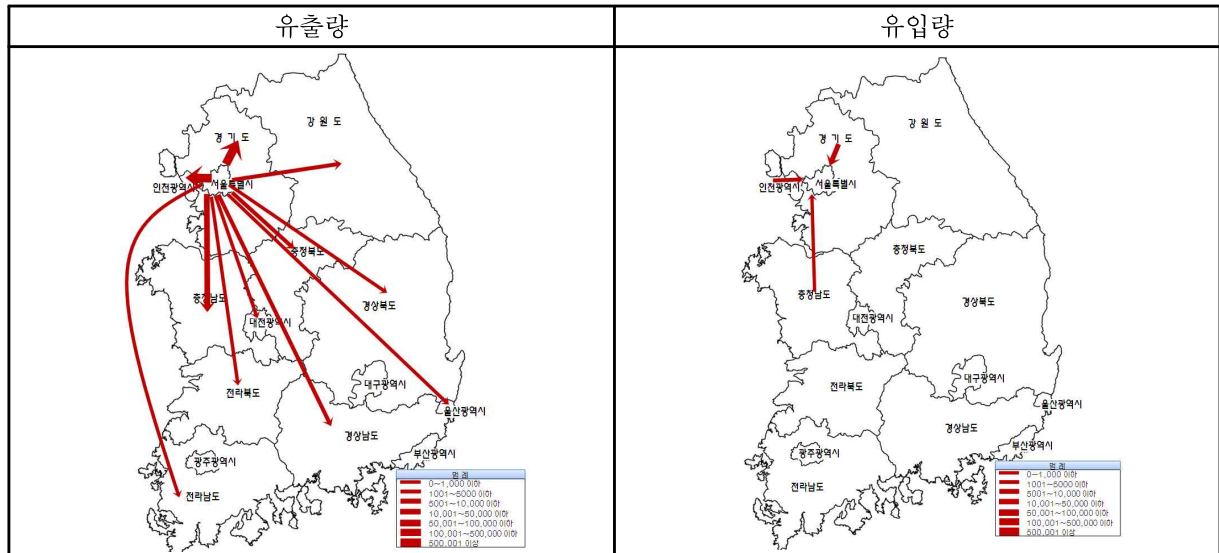 유출량
유입량
강 원 도
경 기 도
인천광역시
서울특별시
충청북도
충청남도
경상북도
대전광역시
전라북도
대구광역시
울산광역시
경상남도
부산광역시
광주광역시
전라남도
범 례
0~1,000 이하
1001~5000 이하
5001~10,000 이하
10,001~50,000 이하
50,001~100,000 이하
100,001~500,000 이하
500,001 이상
강 원 도
경 기 도
인천광역시
서울특별시
충청북도
충청남도
경상북도
대전광역시
전라북도
대구광역시
울산광역시
경상남도
부산광역시
광주광역시
전라남도
범 례
0~1,000 이하
1001~5000 이하
5001~10,000 이하
10,001~50,000 이하
50,001~100,000 이하
100,001~500,000 이하
500,001 이상